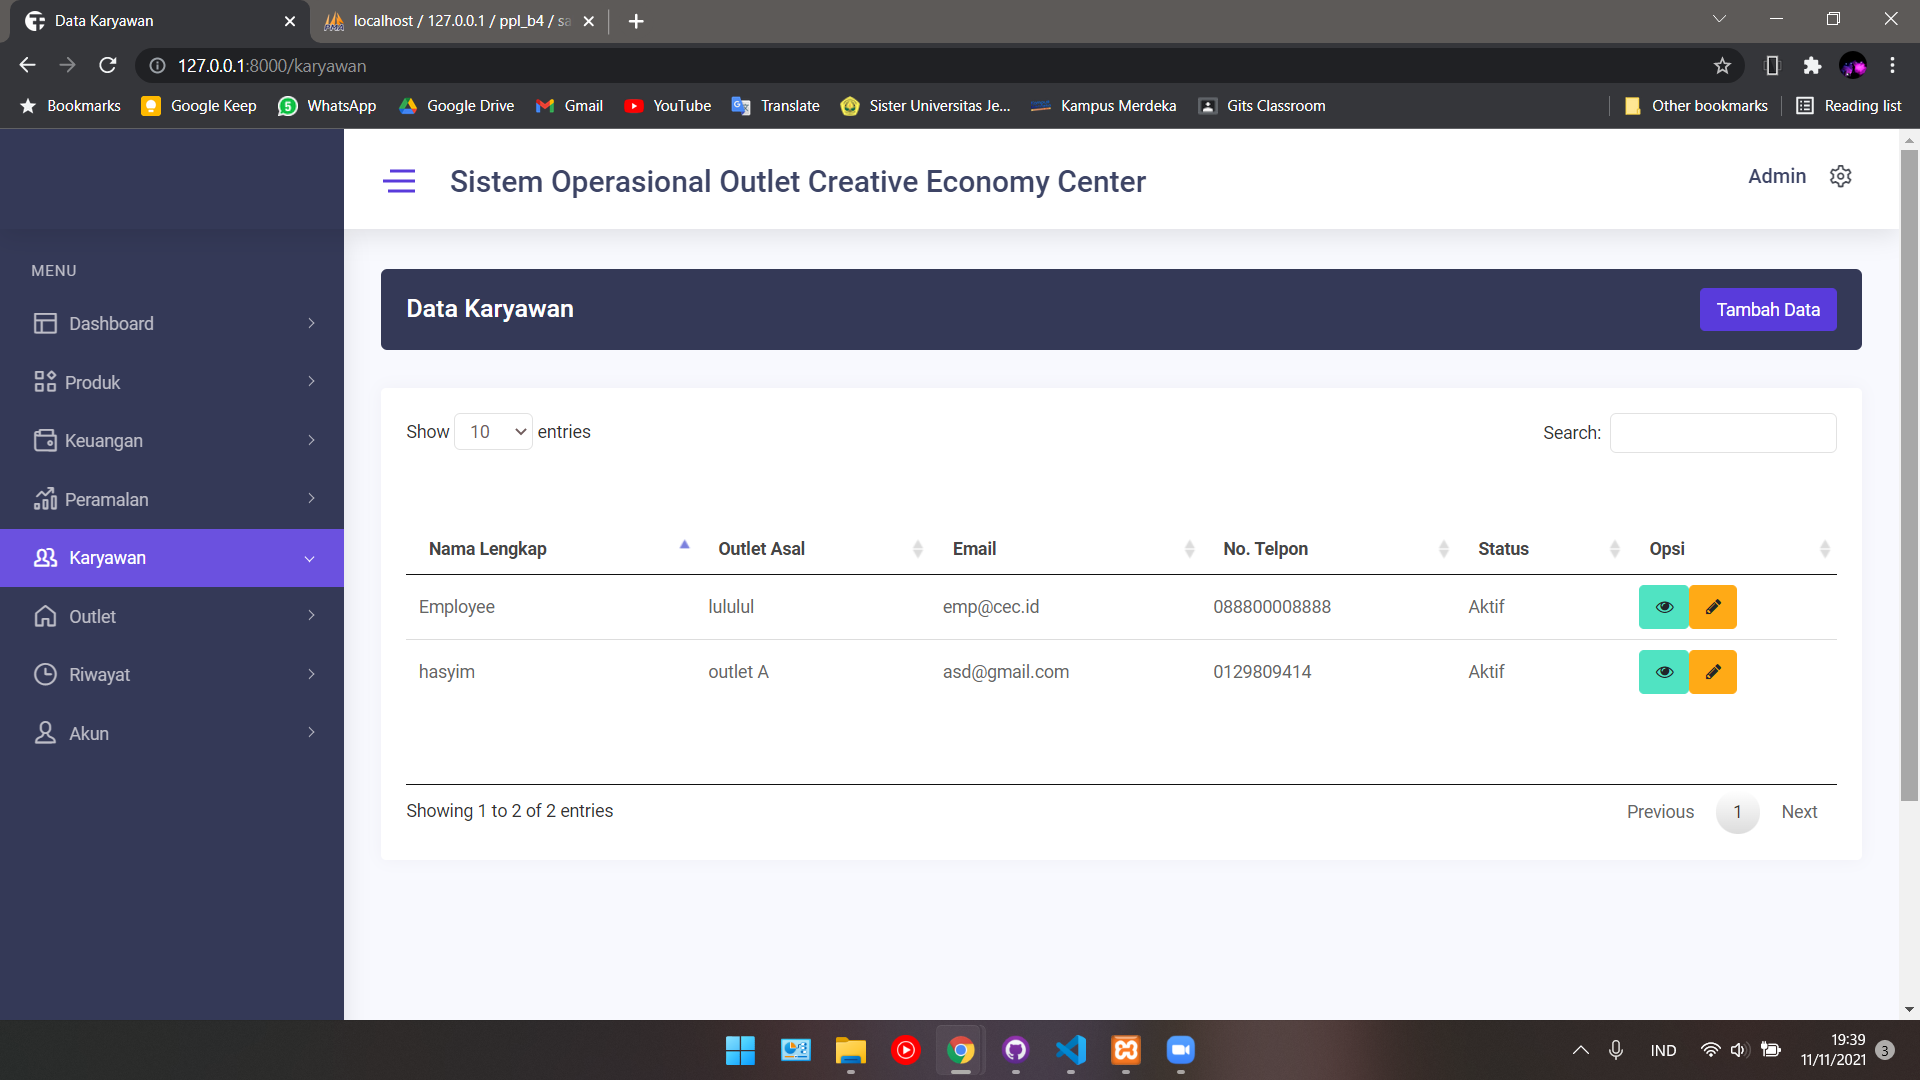 Data Karyawan
localhost / 127.0.0.1 / ppl_b4 / sa
127.0.0.1:8000/karyawan
Bookmarks
Google Keep
WhatsApp
Google Drive
Gmail
YouTube
Translate
Sister Universitas Je...
Kampus Merdeka
Gits Classroom
Other bookmarks
Reading list
Sistem Operasional Outlet Creative Economy Center
Admin
MENU
Dashboard
Produk
Keuangan
Peramalan
Karyawan
Outlet
Riwayat
Akun
Data Karyawan
Tambah Data
Show 10 entries
Search:
Nama Lengkap Outlet Asal Email No. Telpon Status Opsi
Employee lululul emp@cec.id 088800008888 Aktif
hasyim outlet A asd@gmail.com 0129809414 Aktif
Showing 1 to 2 of 2 entries
Previous 1 Next
IND
19:39
11/11/2021
3